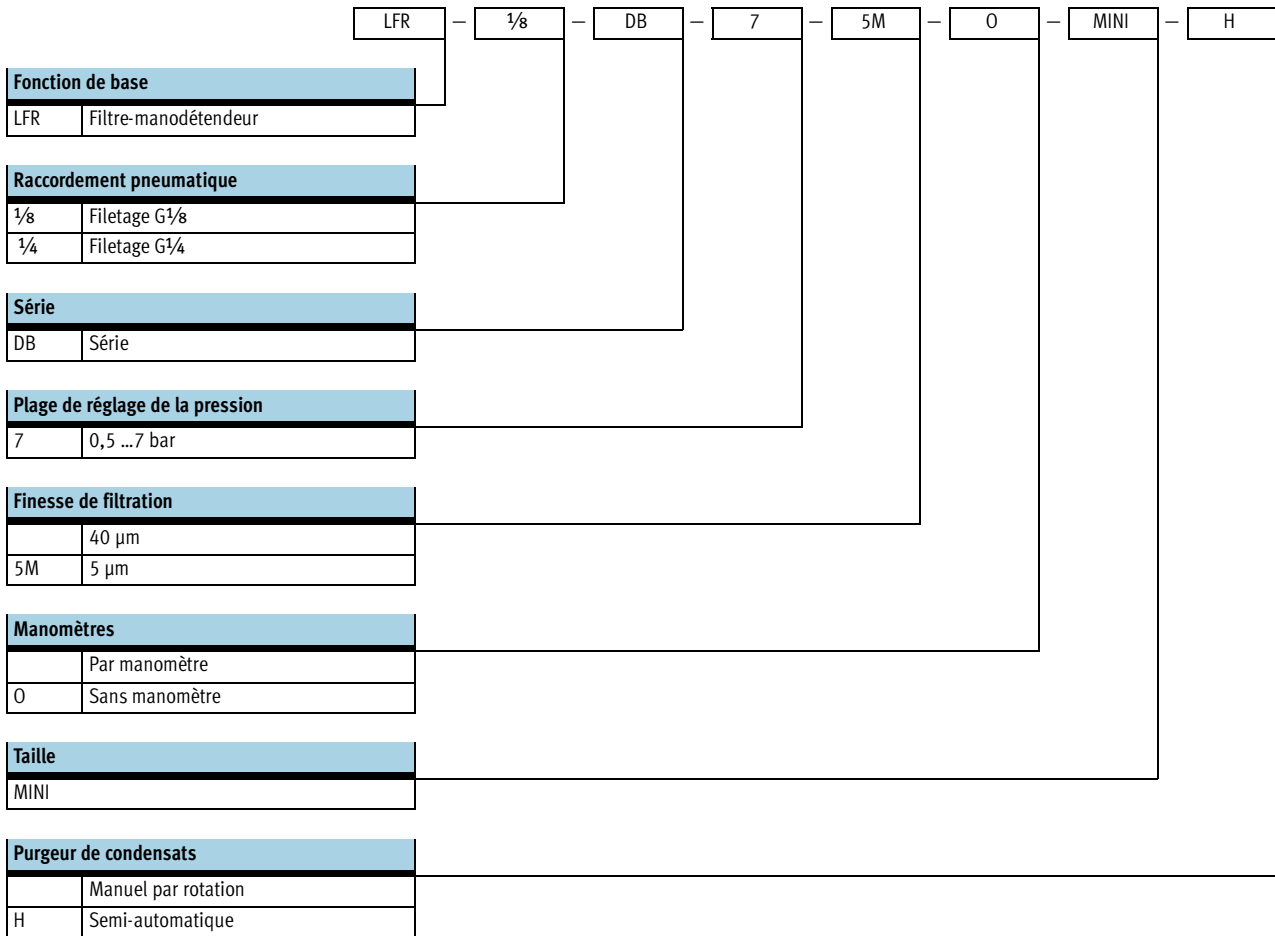 LFR – ⅛ – DB – 7 – 5M – O – MINI – H
Fonction de base
LFR Filtre-manodétendeur
Raccordement pneumatique
⅛ Filetage G⅛
¼ Filetage G¼
Série
DB Série
Plage de réglage de la pression
7 0,5 ...7 bar
Finesse de filtration
40 µm
5M 5 µm
Manomètres
Par manomètre
O Sans manomètre
Taille
MINI
Purgeur de condensats
Manuel par rotation
H Semi-automatique